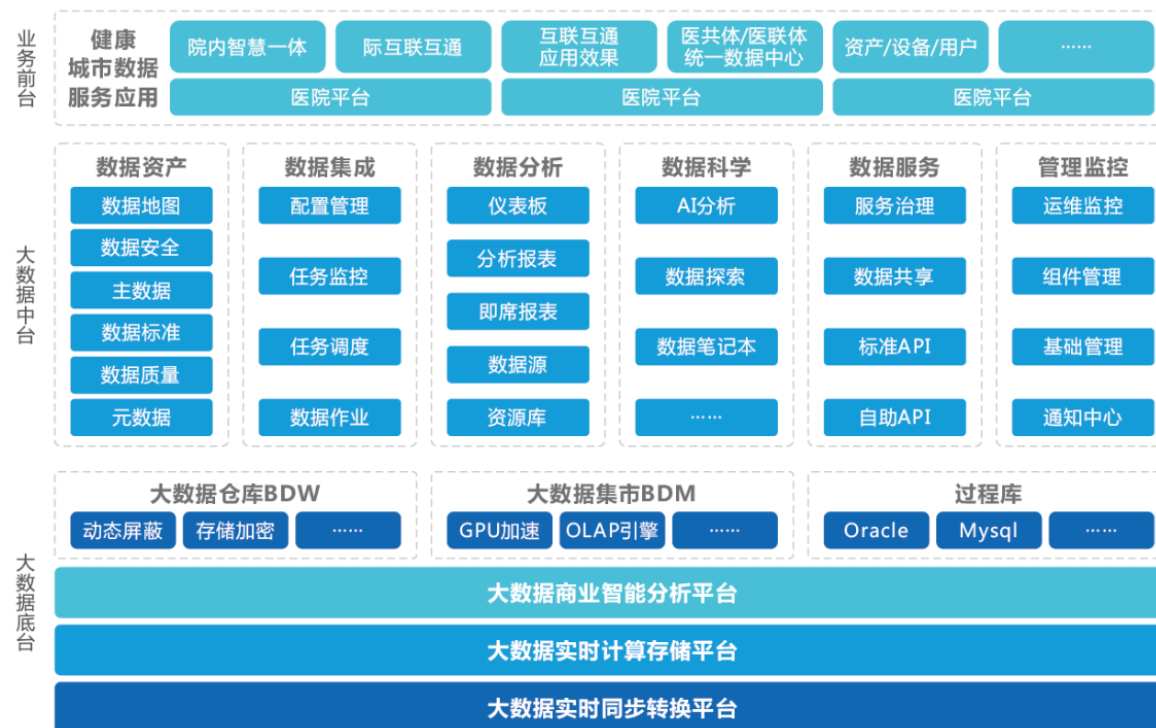 业务前台
健康
城市数据
服务应用
院内智慧一体
际互联互通
互联互通
应用效果
医共体/医联体
统一数据中心
资产/设备/用户
……
医院平台
医院平台
医院平台
大数据中台
数据资产
数据地图
数据安全
主数据
数据标准
数据质量
元数据
数据集成
配置管理
任务监控
任务调度
数据作业
数据分析
仪表板
分析报表
即席报表
数据源
资源库
数据科学
AI分析
数据探索
数据笔记本
……
数据服务
服务治理
数据共享
标准API
自助API
管理监控
运维监控
组件管理
基础管理
通知中心
大数据底台
大数据仓库BDW
动态屏蔽
存储加密
……
大数据集市BDM
GPU加速
OLAP引擎
……
过程库
Oracle
Mysql
……
大数据商业智能分析平台
大数据实时计算存储平台
大数据实时同步转换平台